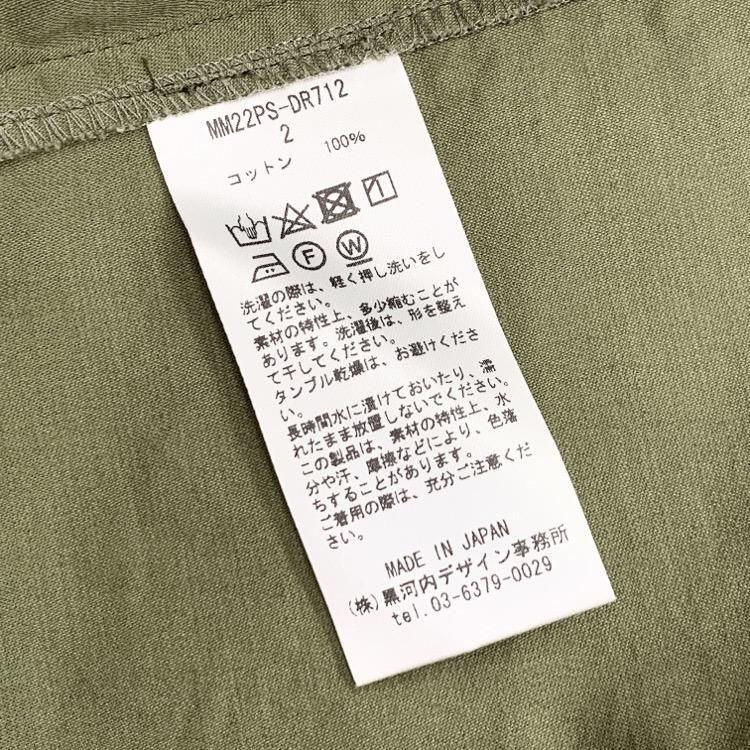 MM22PS-DR712
2
コットン 100%
F W
洗濯の際は、軽く押し洗いをし
てください。
素材の特性上、多少縮むことが
あります。洗濯後は、形を整え
て干してください。
タンブル乾燥は、お避けくださ
い。
長時間水に漬けておいたり、濡
れたまま放置しないでください。
この製品は、素材の特性上、水
分や汗、摩擦などにより、色落
ちすることがあります。
ご着用の際は、充分ご注意くだ
さい。
MADE IN JAPAN
(株)黒河内デザイン事務所
tel.03-6379-0029